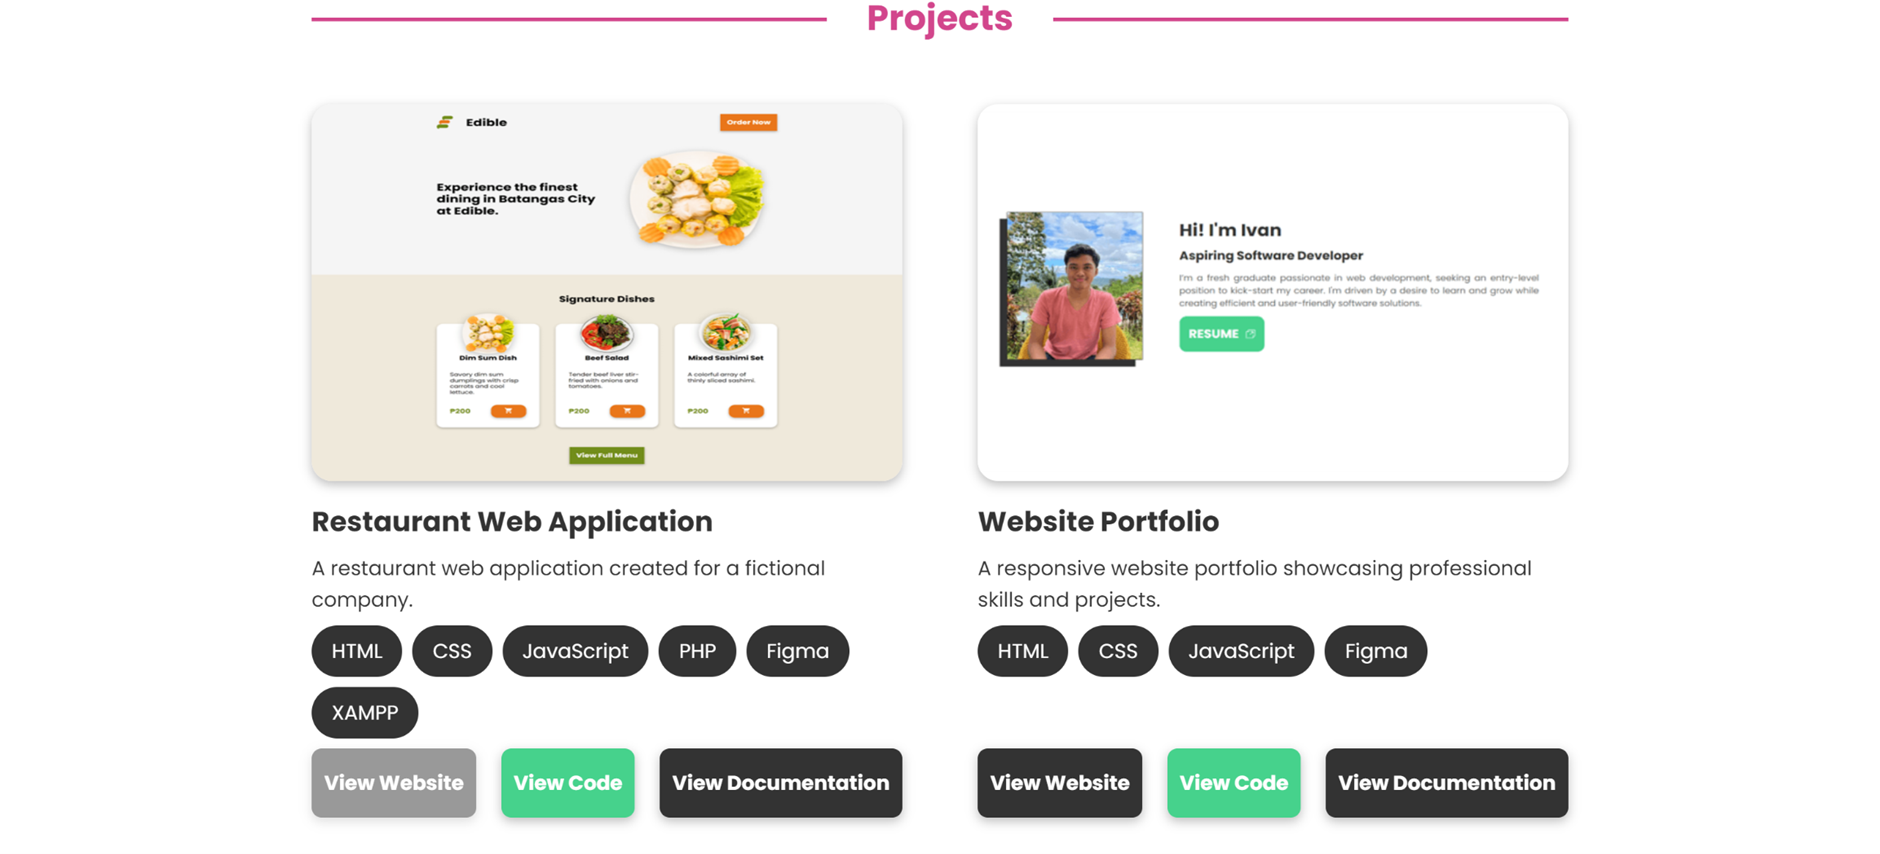 Projects
Edible
Order Now
Experience the finest
dining in Batangas City
at Edible.
Signature Dishes
Dim Sum Dish
Savory dim sum
dumplings with crisp
carrots and cool
lettuce.
₱200
Beef Salad
Tender beef liver stir-
fried with onions and
tomatoes.
₱200
Mixed Sashimi Set
A colorful array of
thinly sliced sashimi.
₱200
View Full Menu
Restaurant Web Application
A restaurant web application created for a fictional
company.
HTML CSS JavaScript PHP Figma
XAMPP
View Website View Code View Documentation
Hi! I'm Ivan
Aspiring Software Developer
I'm a fresh graduate passionate in web development, seeking an entry-level
position to kick-start my career. I'm driven by a desire to learn and grow while
creating efficient and user-friendly software solutions.
RESUME
Website Portfolio
A responsive website portfolio showcasing professional
skills and projects.
HTML CSS JavaScript Figma
View Website View Code View Documentation